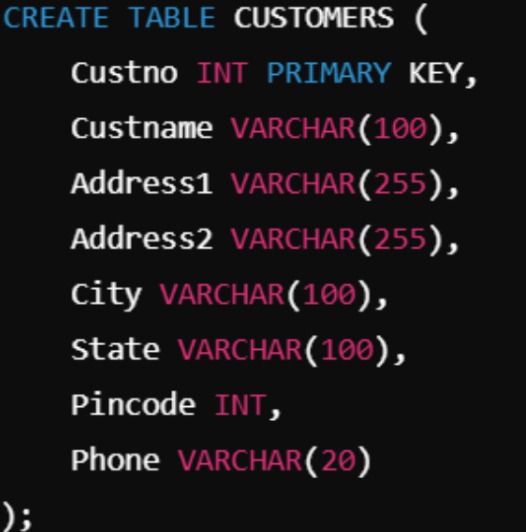 CREATE TABLE CUSTOMERS (
    Custno INT PRIMARY KEY,
    Custname VARCHAR(100),
    Address1 VARCHAR(255),
    Address2 VARCHAR(255),
    City VARCHAR(100),
    State VARCHAR(100),
    Pincode INT,
    Phone VARCHAR(20)
);